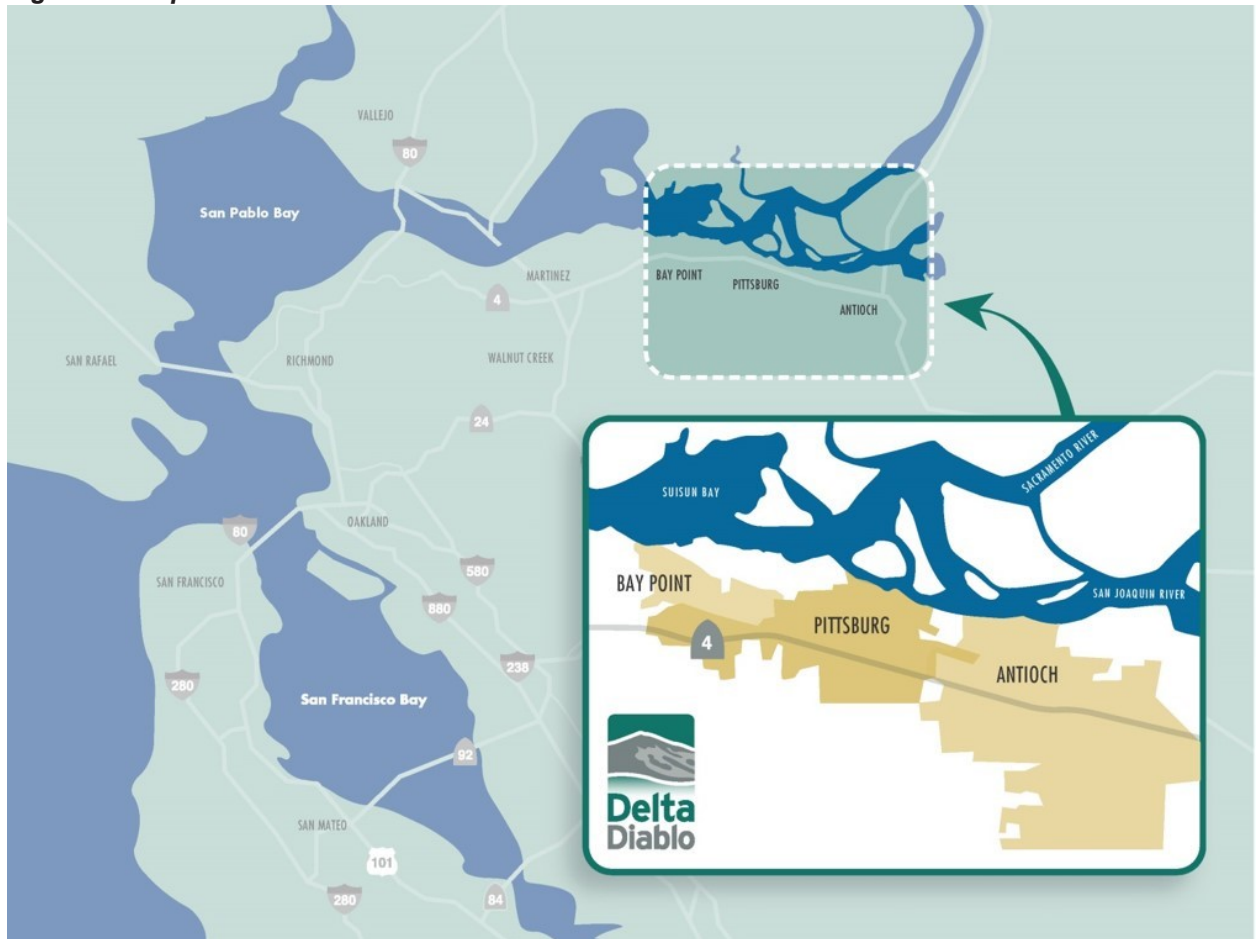 VALLEJO
80
San Pablo Bay
MARTINEZ
4
BAY POINT
PITTSBURG
ANTIOCH
SAN RAFAEL
RICHMOND
WALNUT CREEK
24
80
OAKLAND
SAN FRANCISCO
580
880
238
280
San Francisco Bay
92
SAN MATEO
101
280
84
SUISUN BAY
SACRAMENTO RIVER
SAN JOAQUIN RIVER
BAY POINT
PITTSBURG
4
ANTIOCH
Delta
Diablo